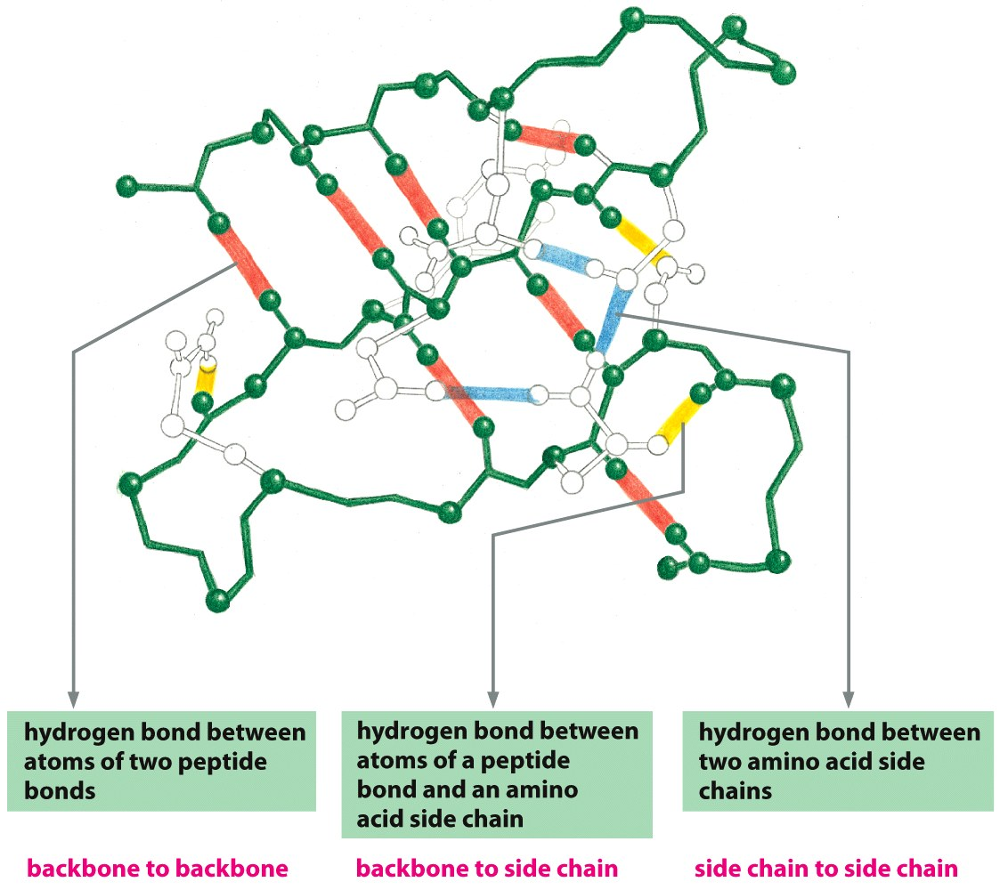 hydrogen bond between
atoms of two peptide
bonds
hydrogen bond between
atoms of a peptide
bond and an amino
acid side chain
hydrogen bond between
two amino acid side
chains
backbone to backbone
backbone to side chain
side chain to side chain